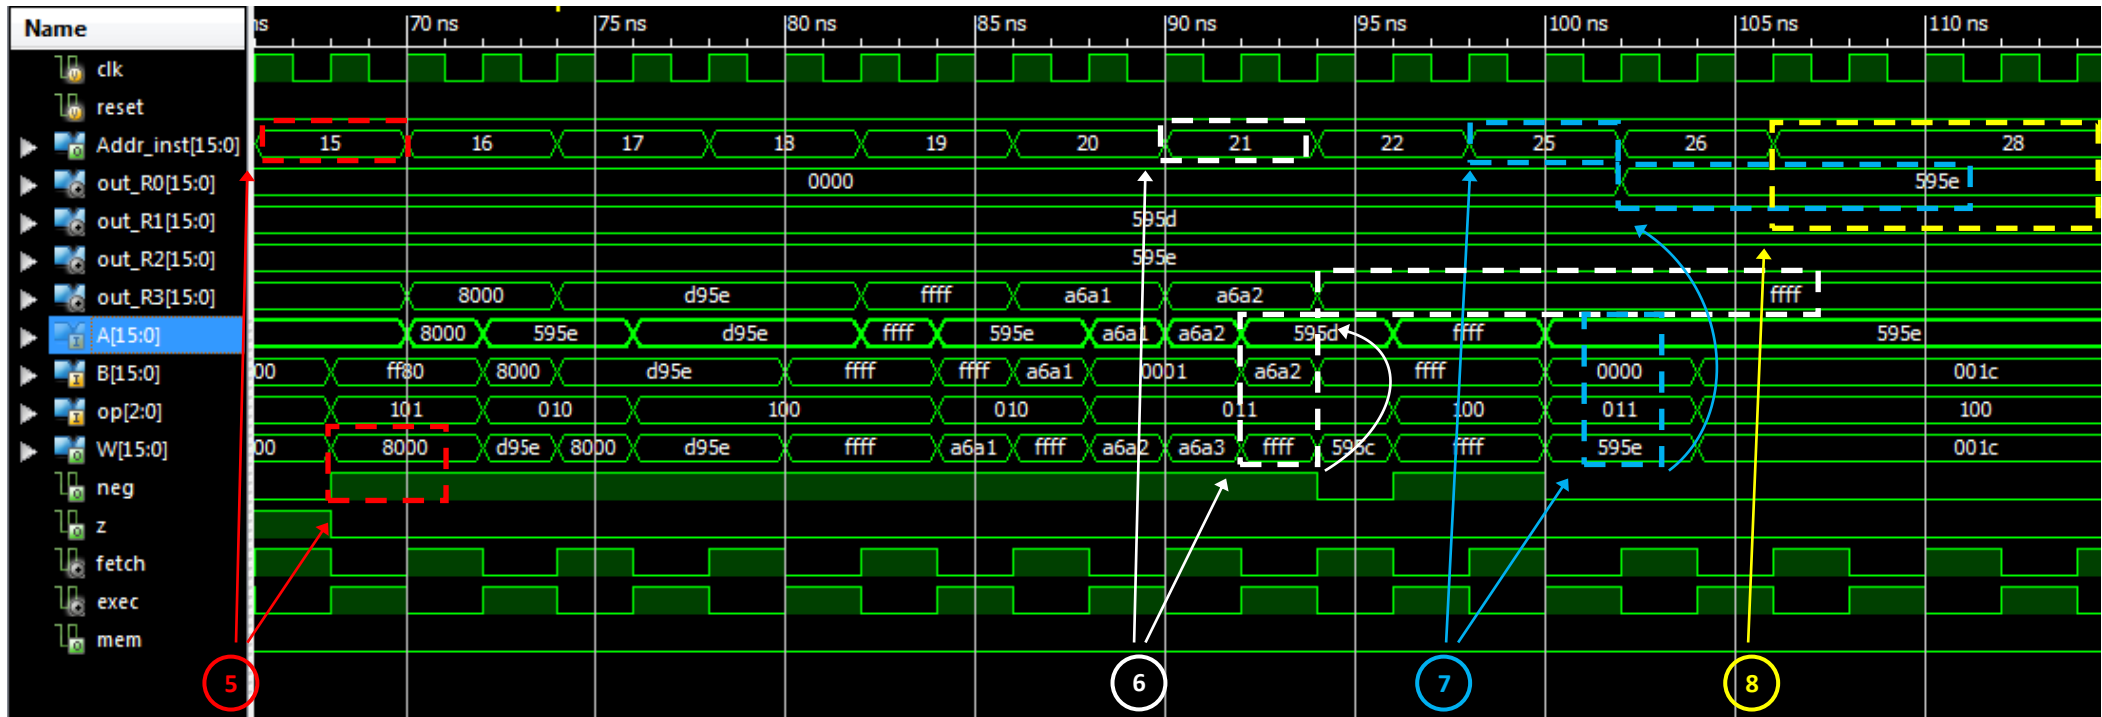 Name ns 70 ns 75 ns 80 ns 85 ns 90 ns 95 ns 100 ns 105 ns 110 ns
clk
reset
Addr_inst[15:0] 15 16 17 18 19 20 21 22 25 26 28
out_R0[15:0] 0000 595e
out_R1[15:0] 595d
out_R2[15:0] 595e
out_R3[15:0] 8000 d95e ffff a6a1 a6a2 ffff
A[15:0] 8000 595e d95e ffff 595e a6a1 a6a2 595d ffff 595e
B[15:0] 00 ff80 8000 d95e ffff ffff a6a1 0001 a6a2 ffff 0000 001c
op[2:0] 101 010 100 010 011 100 011 100
W[15:0] 00 8000 d95e 8000 d95e ffff a6a1 ffff a6a2 a6a3 ffff 595c ffff 595e 001c
neg
z
fetch
exec
mem
5 6 7 8